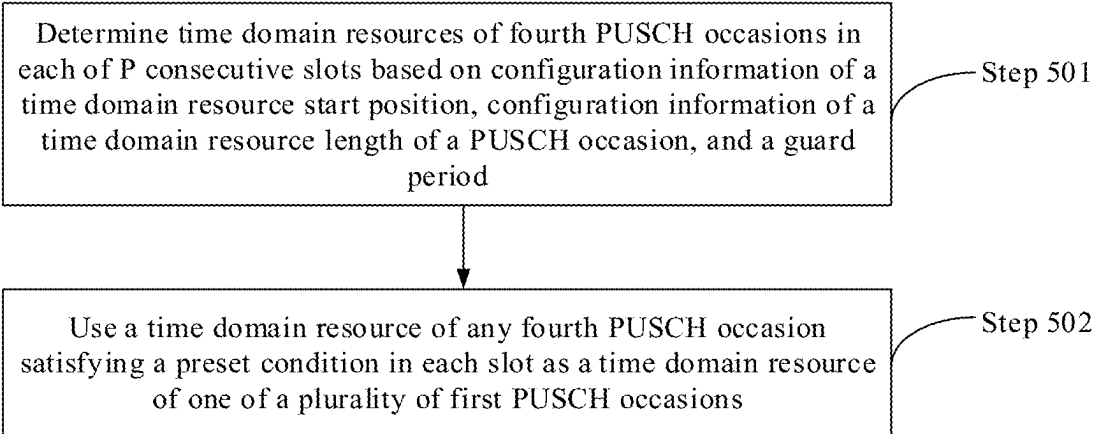 Determine time domain resources of fourth PUSCH occasions in
each of P consecutive slots based on configuration information of a
time domain resource start position, configuration information of a
time domain resource length of a PUSCH occasion, and a guard
period
Step 501
Use a time domain resource of any fourth PUSCH occasion
satisfying a preset condition in each slot as a time domain resource
of one of a plurality of first PUSCH occasions
Step 502